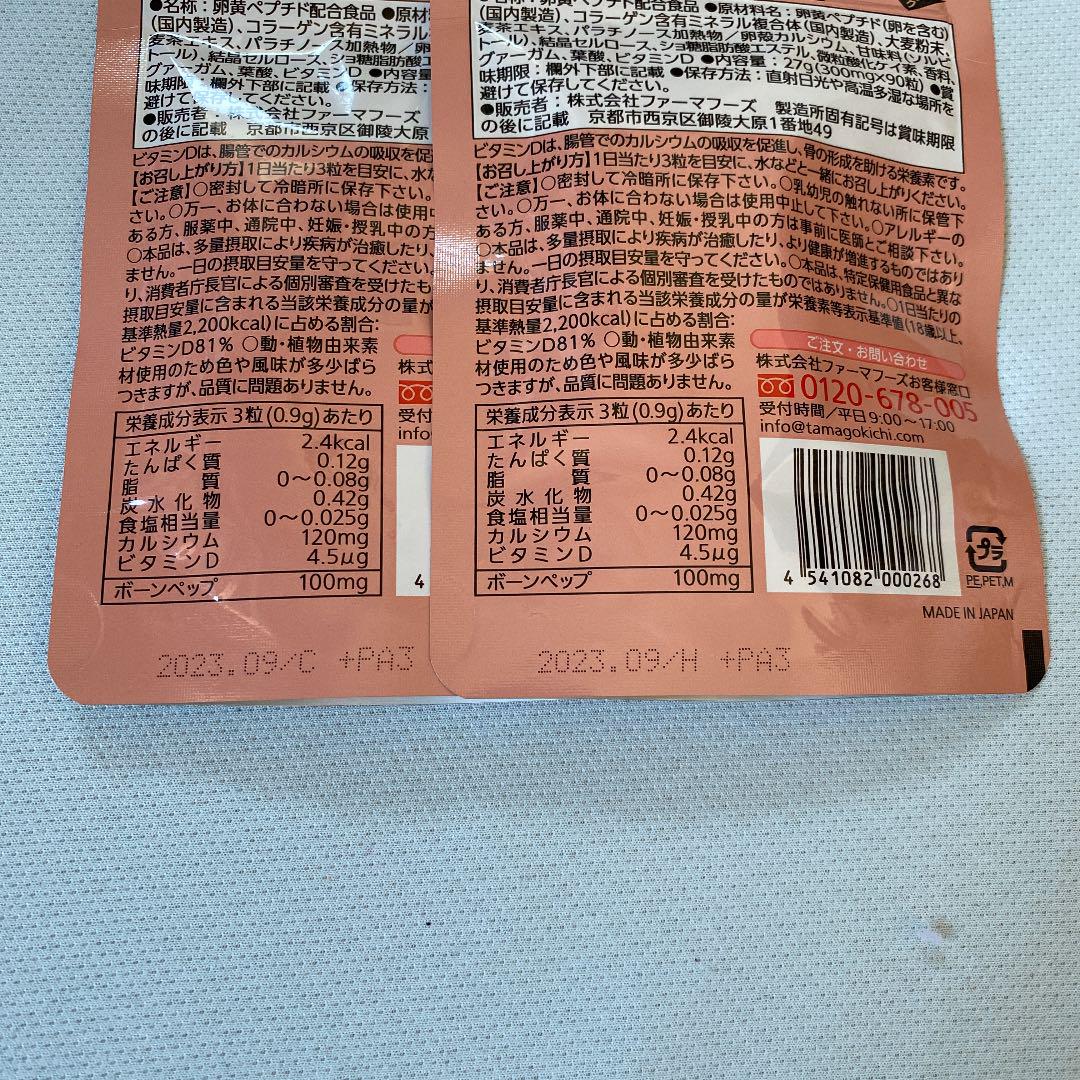 ●名称:卵黄ペプチド配合食品 ●原材
(国内製造)、コラーゲン含有ミネラル
麦茶エキス、パラチノース加熱物/卵
トール)、結晶セルロース、ショ糖脂肪酸エ
グァーガム、葉酸、ビタミンD ●内容量
味期限:欄外下部に記載 ●保存方法:
避けて保存してください。
●販売者:株式会社ファーマフーズ
の後に記載 京都市西京区御陵大原
ビタミンDは、腸管でのカルシウムの吸収を促
【お召し上がり方】1日当たり3粒を目安に、水な
【ご注意】○密封して冷暗所に保存下さい。
さい。○万一、お体に合わない場合は使用中
ある方、服薬中、通院中、妊娠・授乳中の方
○本品は、多量摂取により疾病が治癒したり、
ません。一日の摂取目安量を守ってください。
り、消費者庁長官による個別審査を受けたも
摂取目安量に含まれる当該栄養成分の量が
基準熱量2,200kcal)に占める割合:
ビタミンD81% ○動・植物由来素
材使用のため色や風味が多少ばら
つきますが、品質に問題ありません。
株式
受付
info
栄養成分表示 3粒(0.9g)あたり
エネルギー 2.4kcal
たんぱく質 0.12g
脂質 0～0.08g
炭水化物 0.42g
食塩相当量 0～0.025g
カルシウム 120mg
ビタミンD 4.5μg
ボーンペップ 100mg
4
2023.09/C +PA3
●名称:卵黄ペプチド配合食品 ●原材料名:卵黄ペプチド(卵を含む)
(国内製造)、コラーゲン含有ミネラル複合体(国内製造)、大麦粉末、
麦茶エキス、パラチノース加熱物/卵殻カルシウム、甘味料(ソルビ
トール)、結晶セルロース、ショ糖脂肪酸エステル、微粒酸化ケイ素、香料、
グァーガム、葉酸、ビタミンD ●内容量:27g(300mg×90粒) ●賞
味期限:欄外下部に記載 ●保存方法:直射日光や高温多湿な場所を
避けて保存してください。
●販売者:株式会社ファーマフーズ 製造所固有記号は賞味期限
の後に記載 京都市西京区御陵大原1番地49
ビタミンDは、腸管でのカルシウムの吸収を促進し、骨の形成を助ける栄養素です。
【お召し上がり方】1日当たり3粒を目安に、水などと一緒にお召し上がりください。
【ご注意】○密封して冷暗所に保存下さい。○乳幼児の触れない所に保管下
さい。○万一、お体に合わない場合は使用中止して下さい。○アレルギーの
ある方、服薬中、通院中、妊娠・授乳中の方は事前に医師とご相談下さい。
○本品は、多量摂取により疾病が治癒したり、より健康が増進するものではあり
ません。一日の摂取目安量を守ってください。○本品は、特定保健用食品と異な
り、消費者庁長官による個別審査を受けたものではありません。○1日当たりの
摂取目安量に含まれる当該栄養成分の量が栄養素等表示基準値(18歳以上、
基準熱量2,200kcal)に占める割合:
ビタミンD81% ○動・植物由来素
材使用のため色や風味が多少ばら
つきますが、品質に問題ありません。
ご注文・お問い合わせ
株式会社ファーマフーズお客様窓口
0120-678-005
受付時間/平日9:00～17:00
info@tamagokichi.com
栄養成分表示 3粒(0.9g)あたり
エネルギー 2.4kcal
たんぱく質 0.12g
脂質 0～0.08g
炭水化物 0.42g
食塩相当量 0～0.025g
カルシウム 120mg
ビタミンD 4.5μg
ボーンペップ 100mg
4 541082 000268
プラ
PE,PET,M
MADE IN JAPAN
2023.09/H +PA3